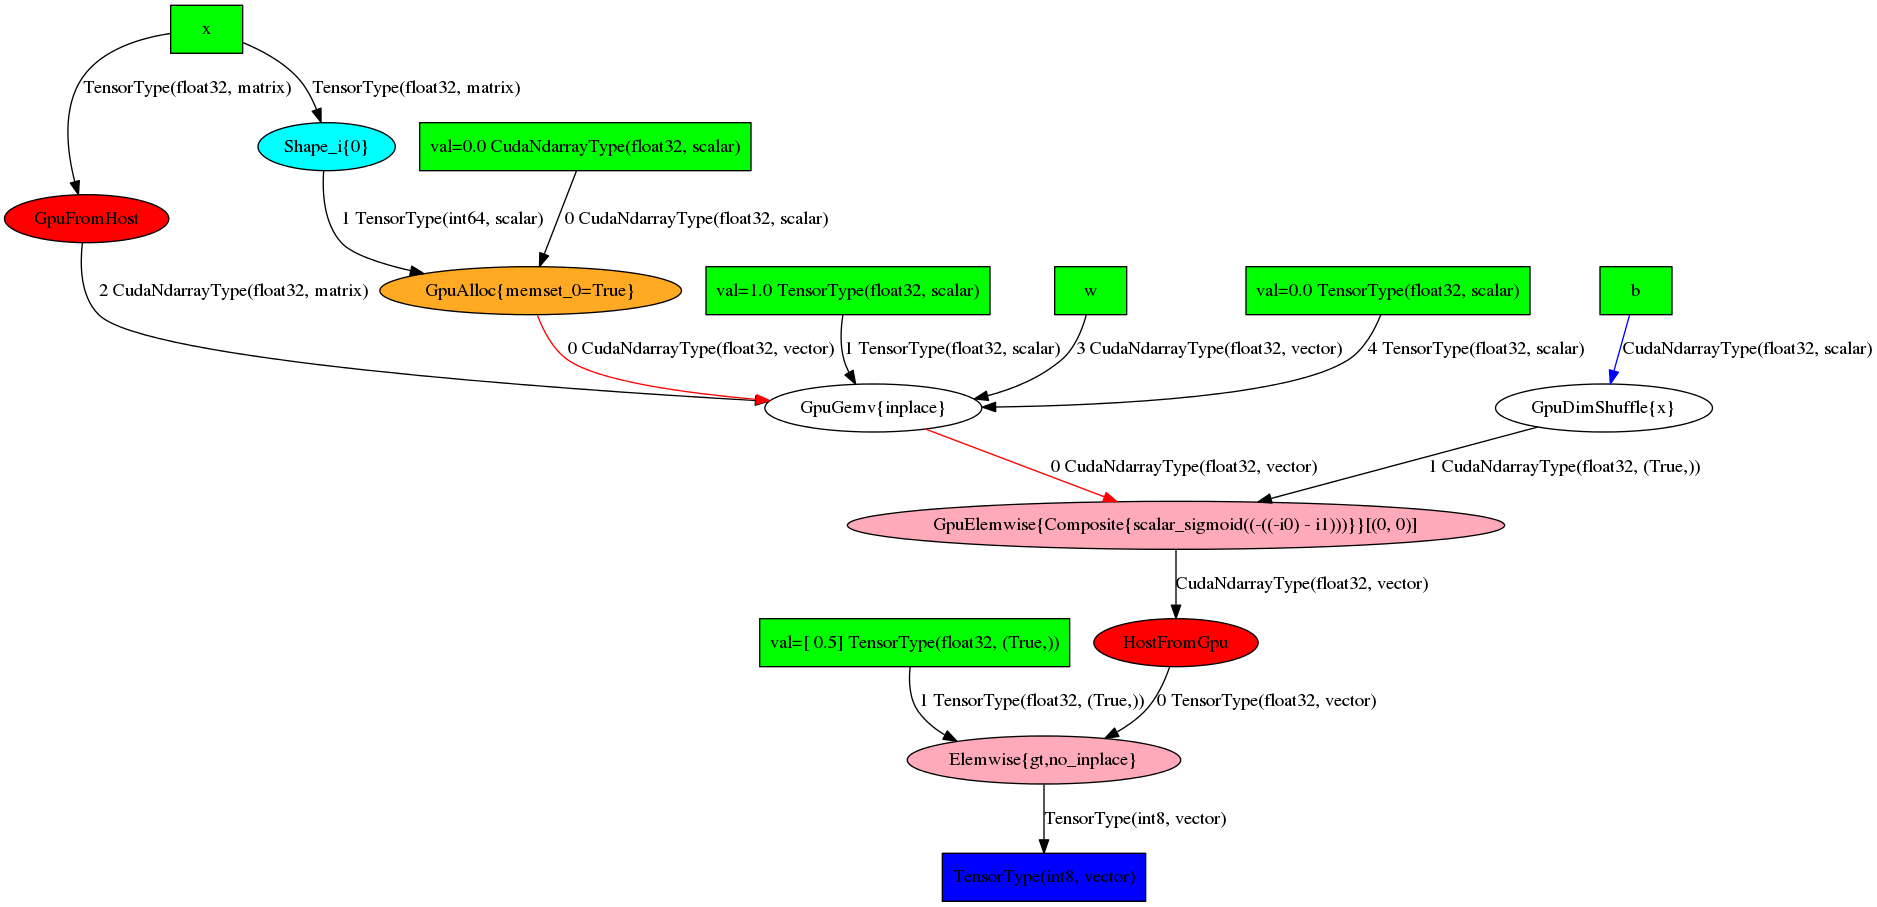 x
TensorType(float32, matrix)
TensorType(float32, matrix)
Shape_i{0}
val=0.0 CudaNdarrayType(float32, scalar)
GpuFromHost
1 TensorType(int64, scalar)
0 CudaNdarrayType(float32, scalar)
2 CudaNdarrayType(float32, matrix)
GpuAlloc{memset_0=True}
val=1.0 TensorType(float32, scalar)
w
val=0.0 TensorType(float32, scalar)
b
0 CudaNdarrayType(float32, vector)
1 TensorType(float32, scalar)
3 CudaNdarrayType(float32, vector)
4 TensorType(float32, scalar)
CudaNdarrayType(float32, scalar)
GpuGemv{inplace}
GpuDimShuffle{x}
0 CudaNdarrayType(float32, vector)
1 CudaNdarrayType(float32, (True,))
GpuElemwise{Composite{scalar_sigmoid((-((-i0) - i1)))}}[(0, 0)]
CudaNdarrayType(float32, vector)
val=[ 0.5] TensorType(float32, (True,))
HostFromGpu
1 TensorType(float32, (True,))
0 TensorType(float32, vector)
Elemwise{gt,no_inplace}
TensorType(int8, vector)
TensorType(int8, vector)